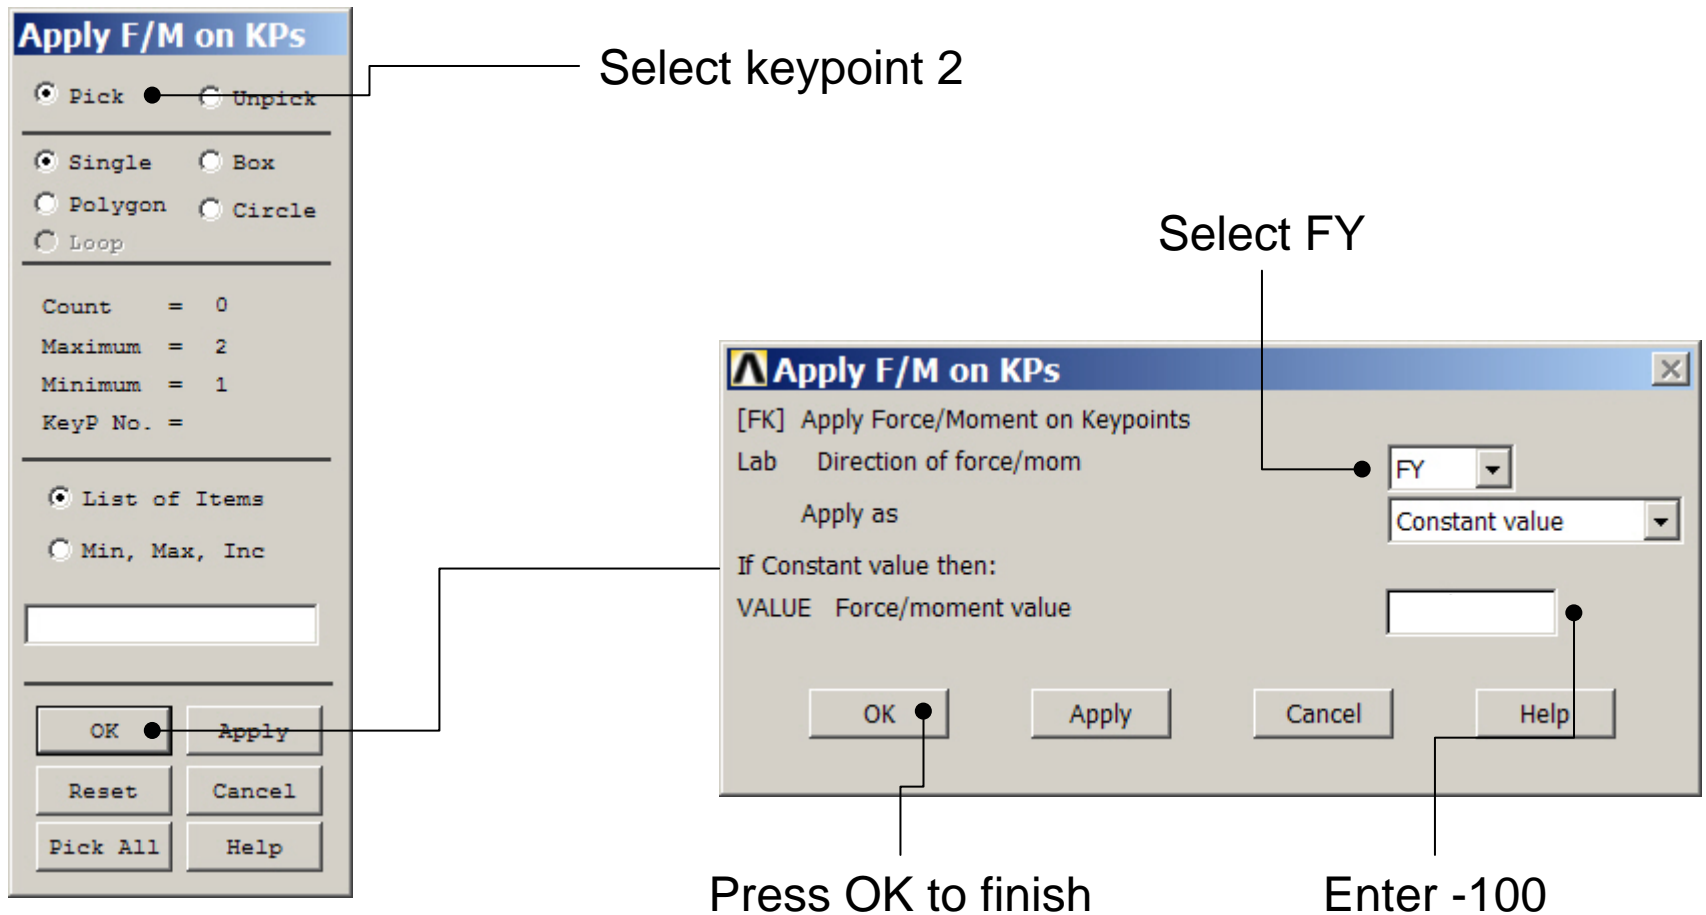 Apply F/M on KPs
Pick Unpick
Single Box
Polygon Circle
Loop
Count = 0
Maximum = 2
Minimum = 1
KeyP No. =
List of Items
Min, Max, Inc
OK Apply
Reset Cancel
Pick All Help
Select keypoint 2
Select FY
Apply F/M on KPs
[FK] Apply Force/Moment on Keypoints
Lab Direction of force/mom FY
Apply as Constant value
If Constant value then:
VALUE Force/moment value
OK Apply Cancel Help
Press OK to finish
Enter -100